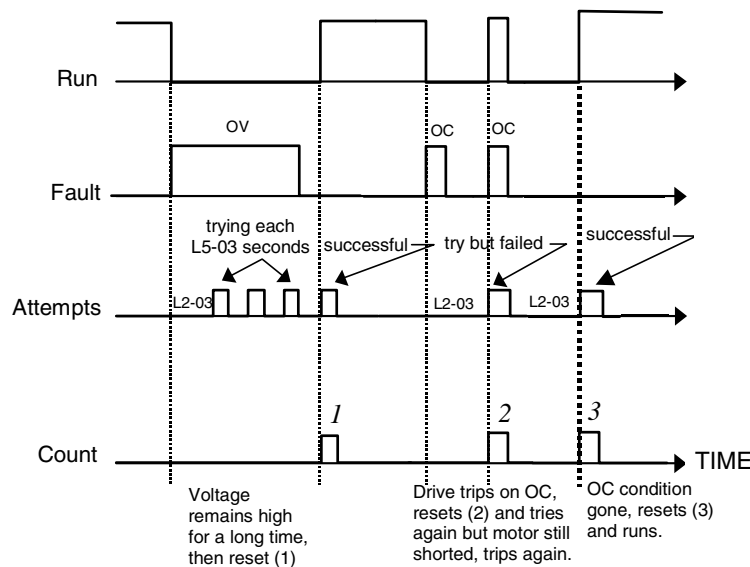 Run
OV
OC
OC
Fault
trying each
L5-03 seconds
successful
try but failed
successful
L2-03
L2-03
L2-03
Attempts
1
2
3
Count
TIME
Voltage
remains high
for a long time,
then reset (1)
Drive trips on OC,
resets (2) and tries
again but motor still
shorted, trips again.
OC condition
gone, resets (3)
and runs.